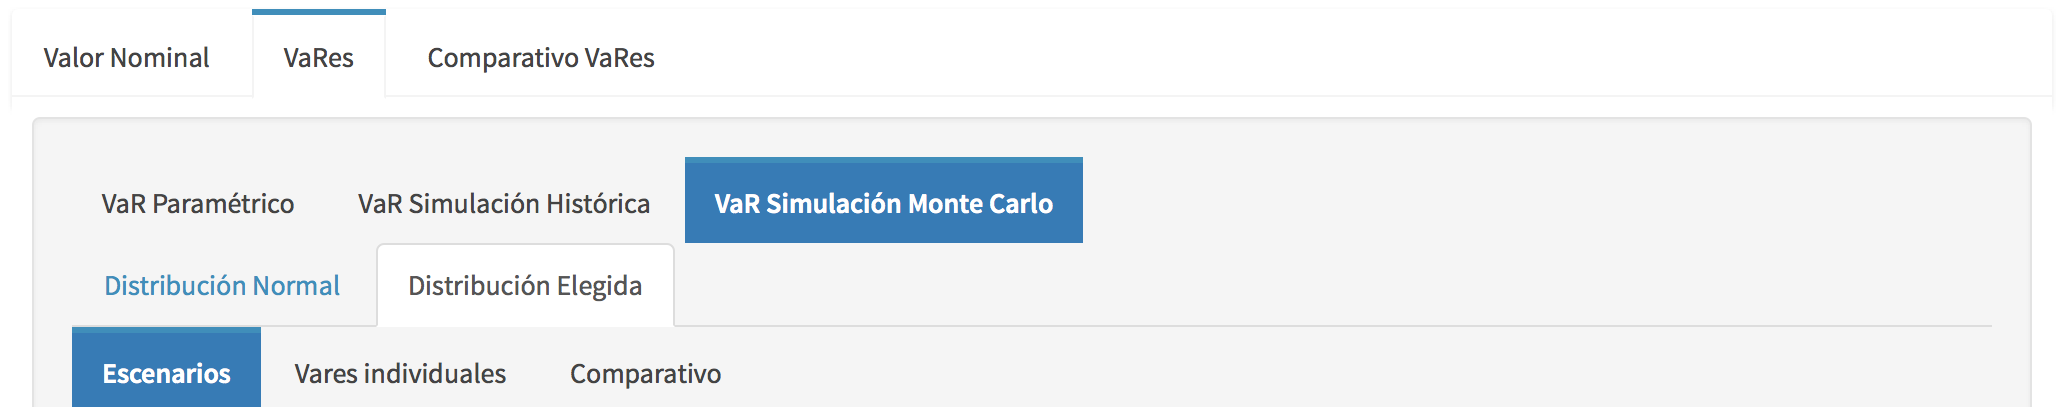 Valor Nominal VaRes Comparativo VaRes
VaR Paramétrico VaR Simulación Histórica VaR Simulación Monte Carlo
Distribución Normal Distribución Elegida
Escenarios Vares individuales Comparativo